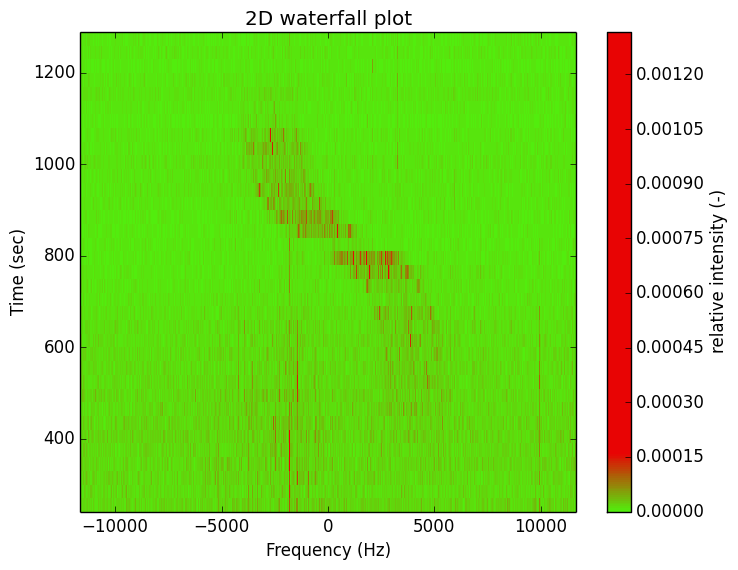 2D waterfall plot
1200
1000
800
600
400
Time (sec)
−10000 −5000 0 5000 10000
Frequency (Hz)
0.00120
0.00105
0.00090
0.00075
0.00060
0.00045
0.00030
0.00015
0.00000
relative intensity (-)